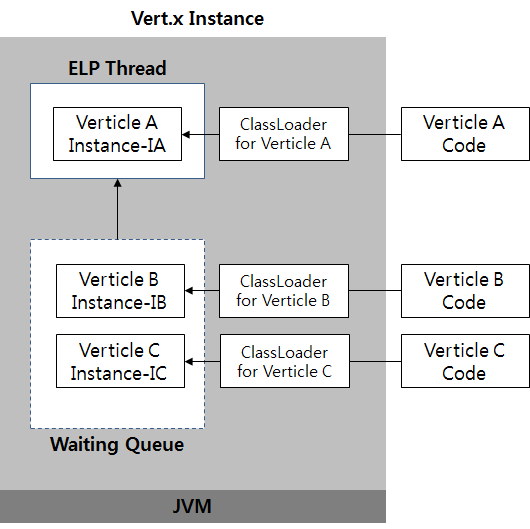 Vert.x Instance
ELP Thread
Verticle A
Instance-IA
ClassLoader
for Verticle A
Verticle A
Code
Verticle B
Instance-IB
ClassLoader
for Verticle B
Verticle B
Code
Verticle C
Instance-IC
ClassLoader
for Verticle C
Verticle C
Code
Waiting Queue
JVM